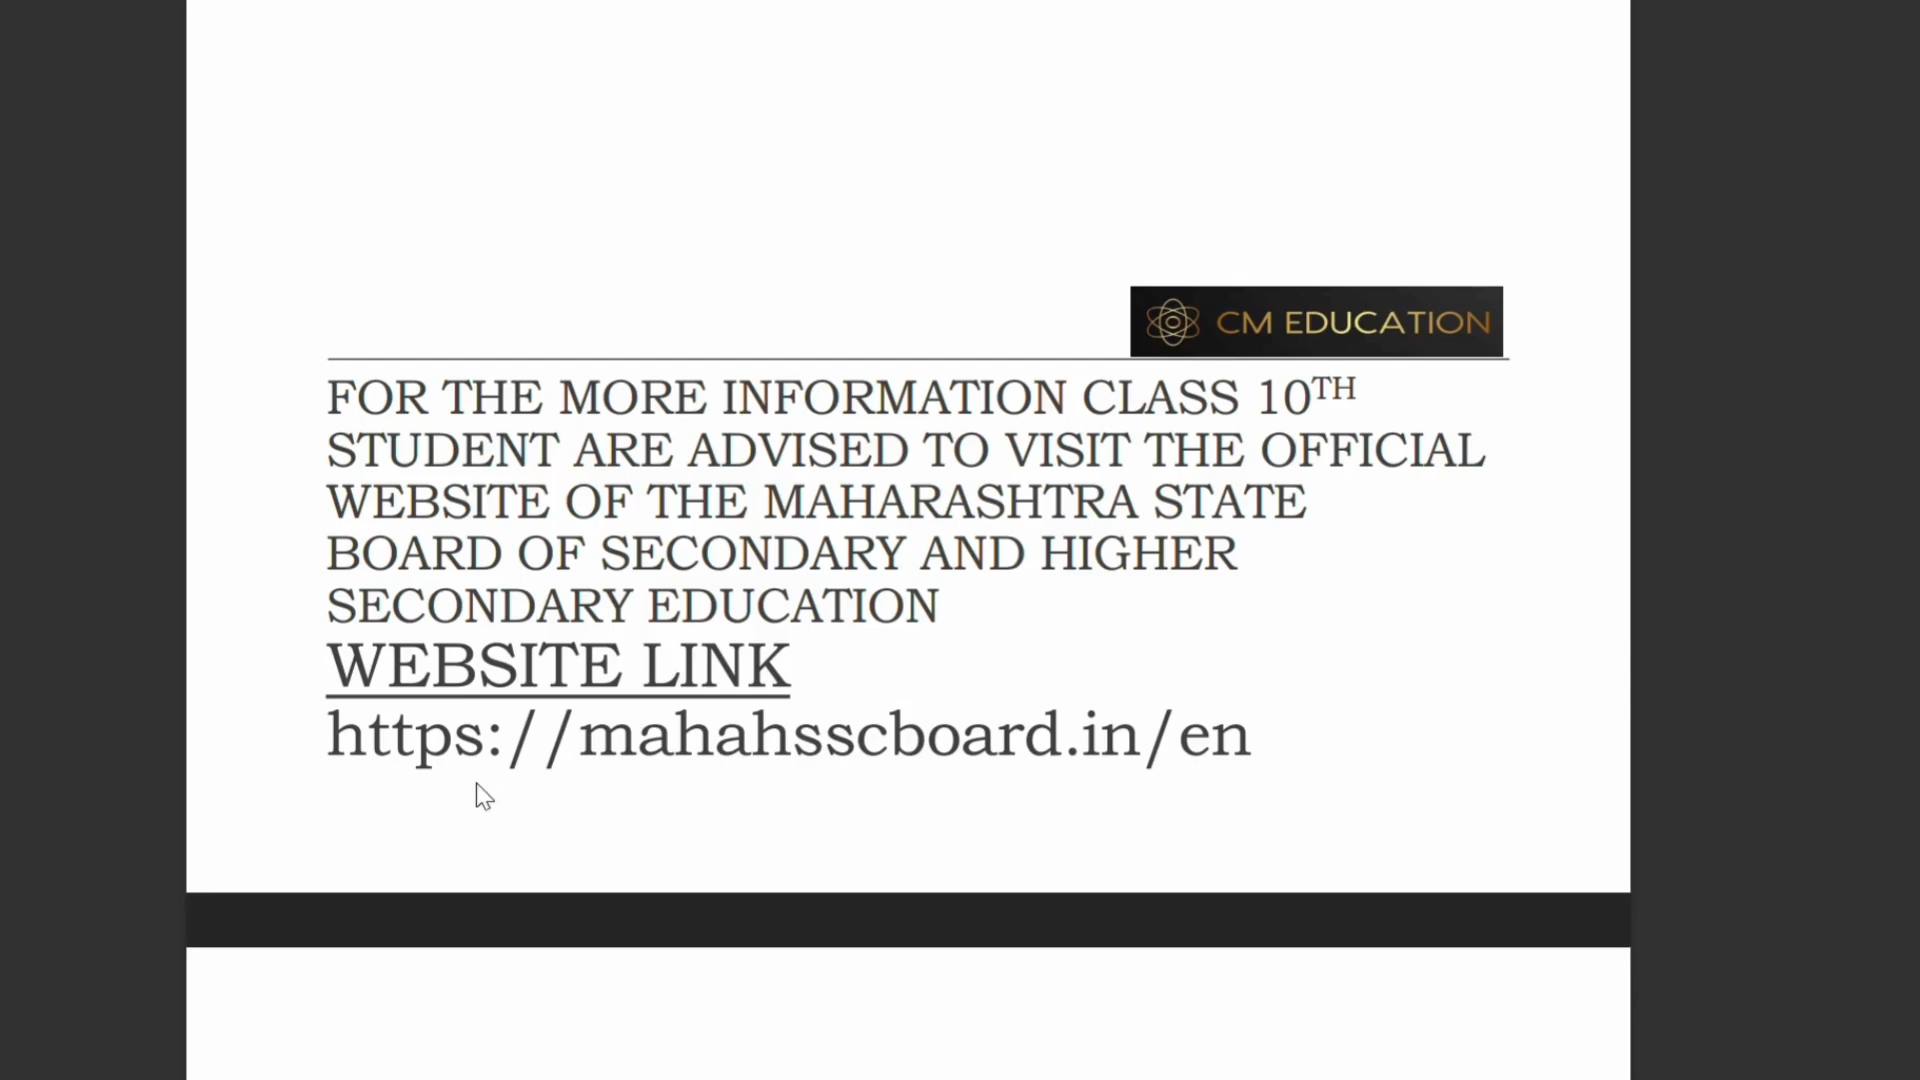 CM EDUCATION
FOR THE MORE INFORMATION CLASS 10TH
STUDENT ARE ADVISED TO VISIT THE OFFICIAL
WEBSITE OF THE MAHARASHTRA STATE
BOARD OF SECONDARY AND HIGHER
SECONDARY EDUCATION
WEBSITE LINK
https://mahahsscboard.in/en